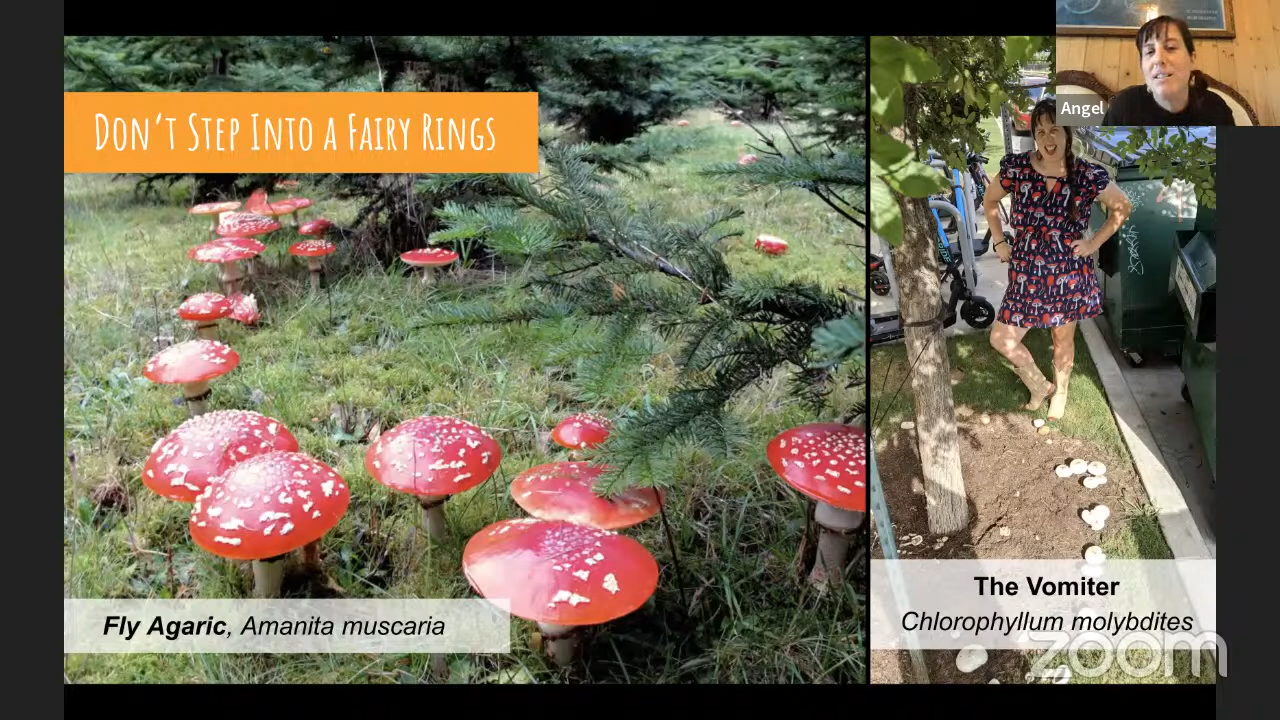 Don't Step Into a Fairy Rings
Angel
Fly Agaric, Amanita muscaria
The Vomiter
Chlorophyllum molybdites
zoom